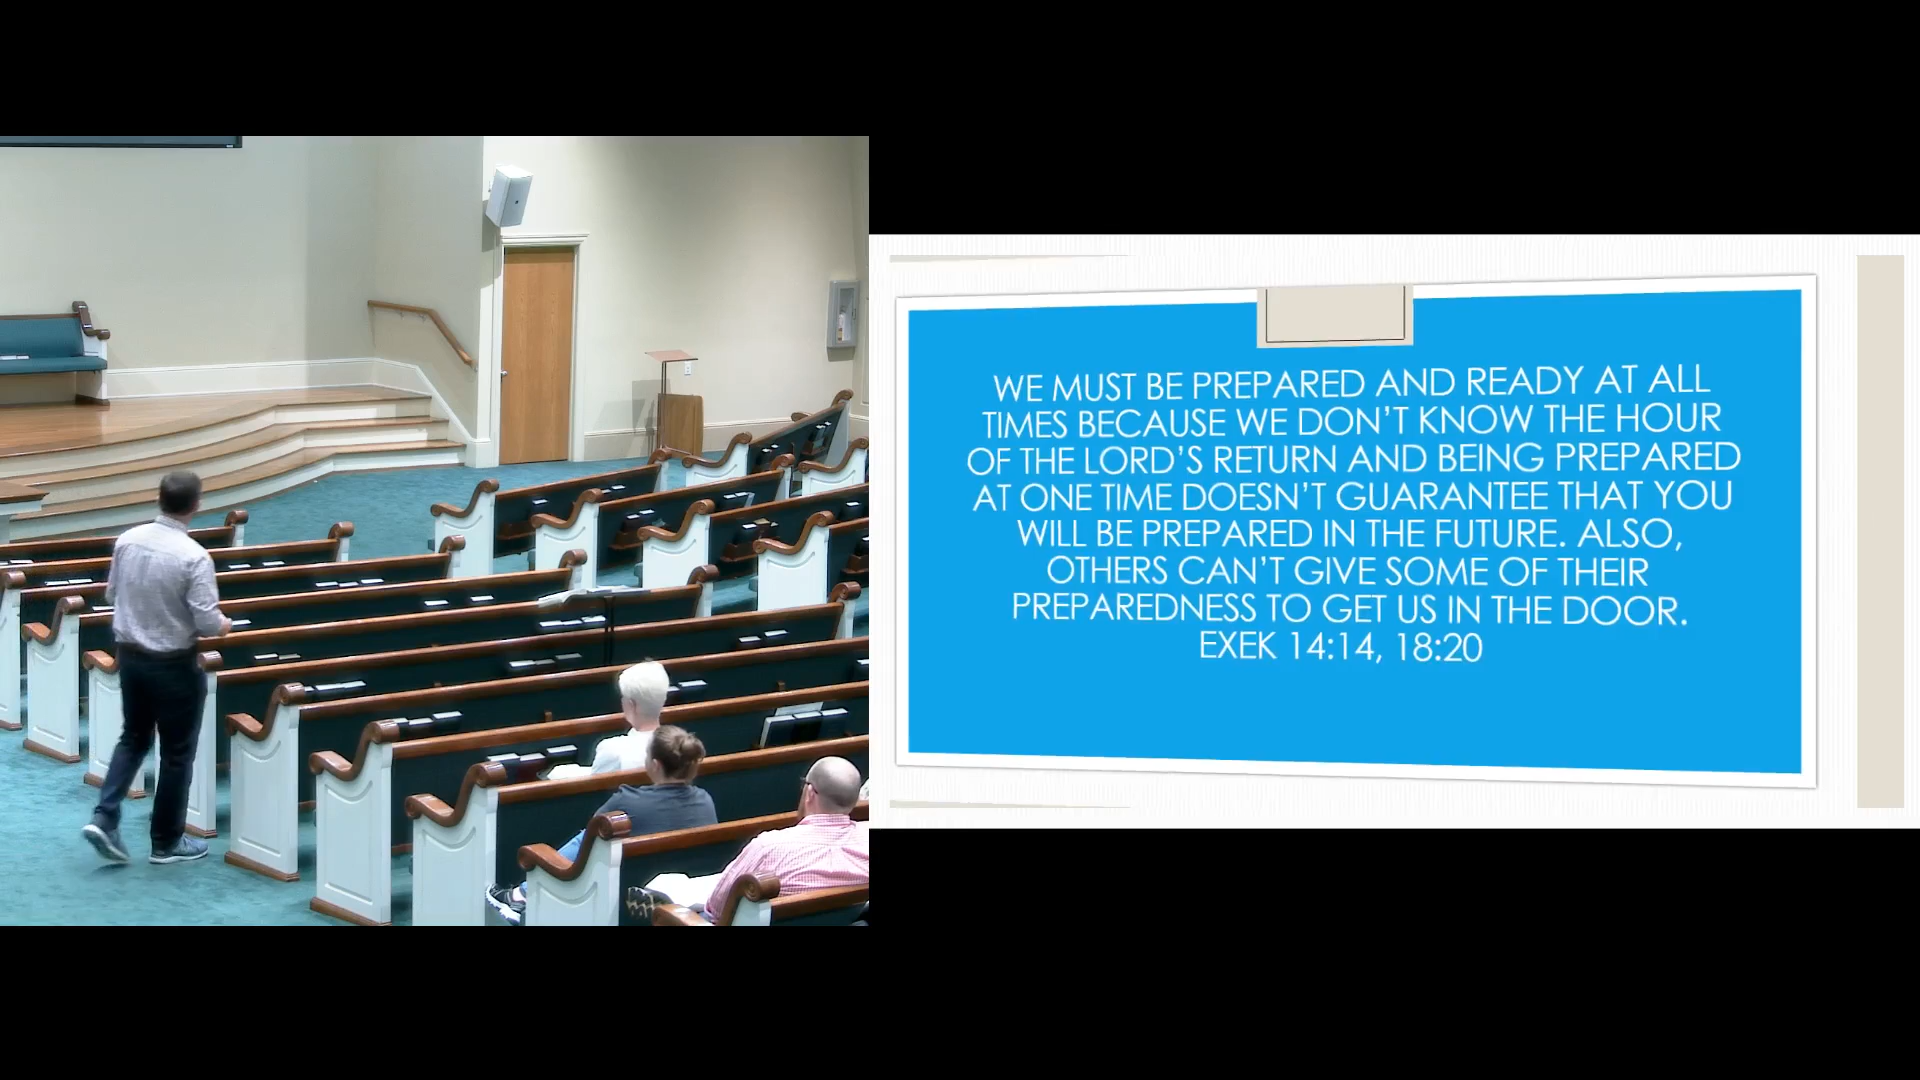 WE MUST BE PREPARED AND READY AT ALL
TIMES BECAUSE WE DON'T KNOW THE HOUR
OF THE LORD'S RETURN AND BEING PREPARED
AT ONE TIME DOESN'T GUARANTEE THAT YOU
WILL BE PREPARED IN THE FUTURE. ALSO,
OTHERS CAN'T GIVE SOME OF THEIR
PREPAREDNESS TO GET US IN THE DOOR.
EXEK 14:14, 18:20